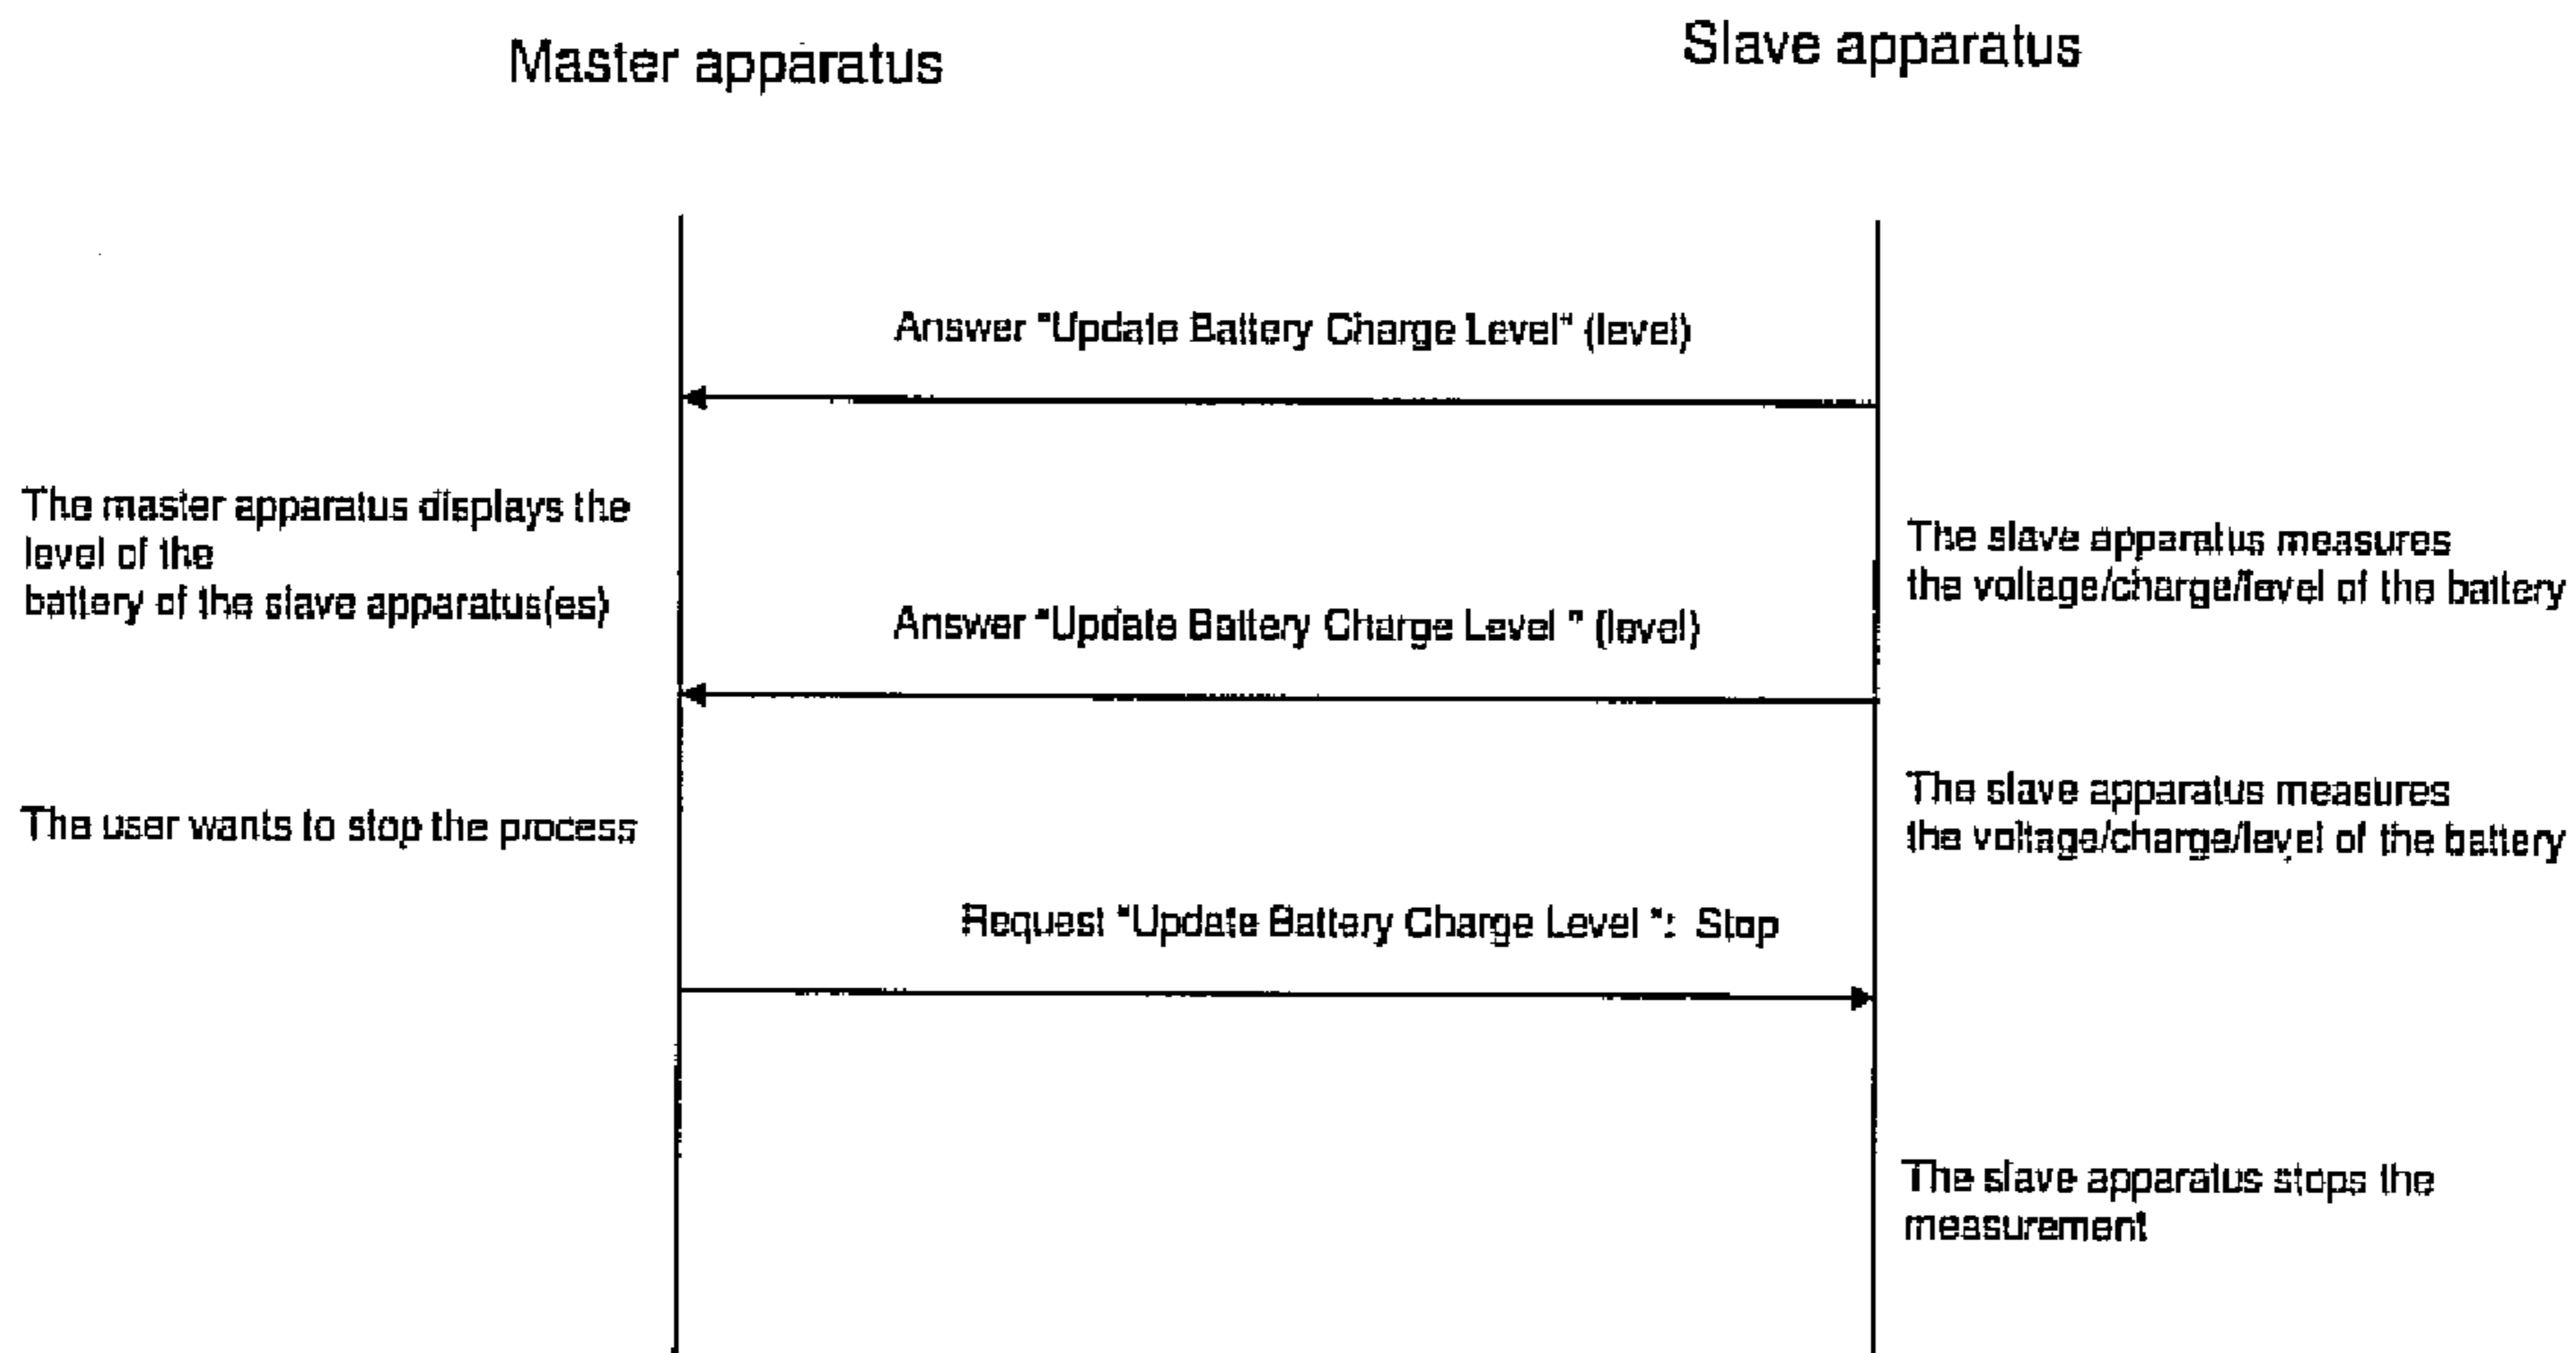 Master apparatus
Slave apparatus
Answer "Update Battery Charge Level" (level)
The master apparatus displays the
level of the
battery of the slave apparatus(es)
The slave apparatus measures
the voltage/charge/level of the battery
Answer "Update Battery Charge Level " (level)
The user wants to stop the process
The slave apparatus measures
the voltage/charge/level of the battery
Request "Update Battery Charge Level ": Stop
The slave apparatus stops the
measurement